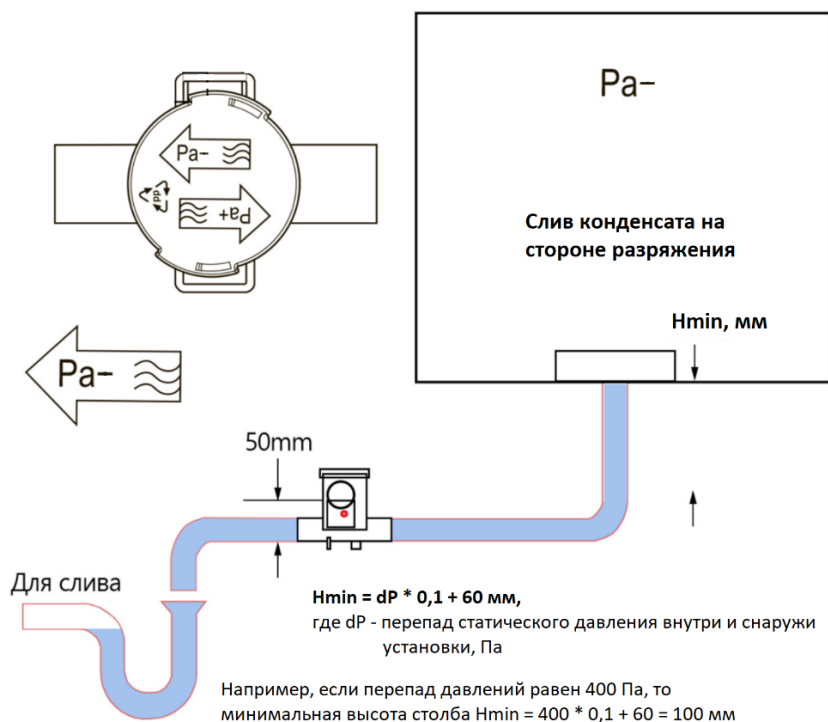 Pa-
Слив конденсата на
стороне разряжения
Hmin, мм
Pa-
Pa+
pd
Pa-
50mm
Для слива
Hmin = dP * 0,1 + 60 мм,
где dP - перепад статического давления внутри и снаружи
установки, Па
Например, если перепад давлений равен 400 Па, то
минимальная высота столба Hmin = 400 * 0,1 + 60 = 100 мм